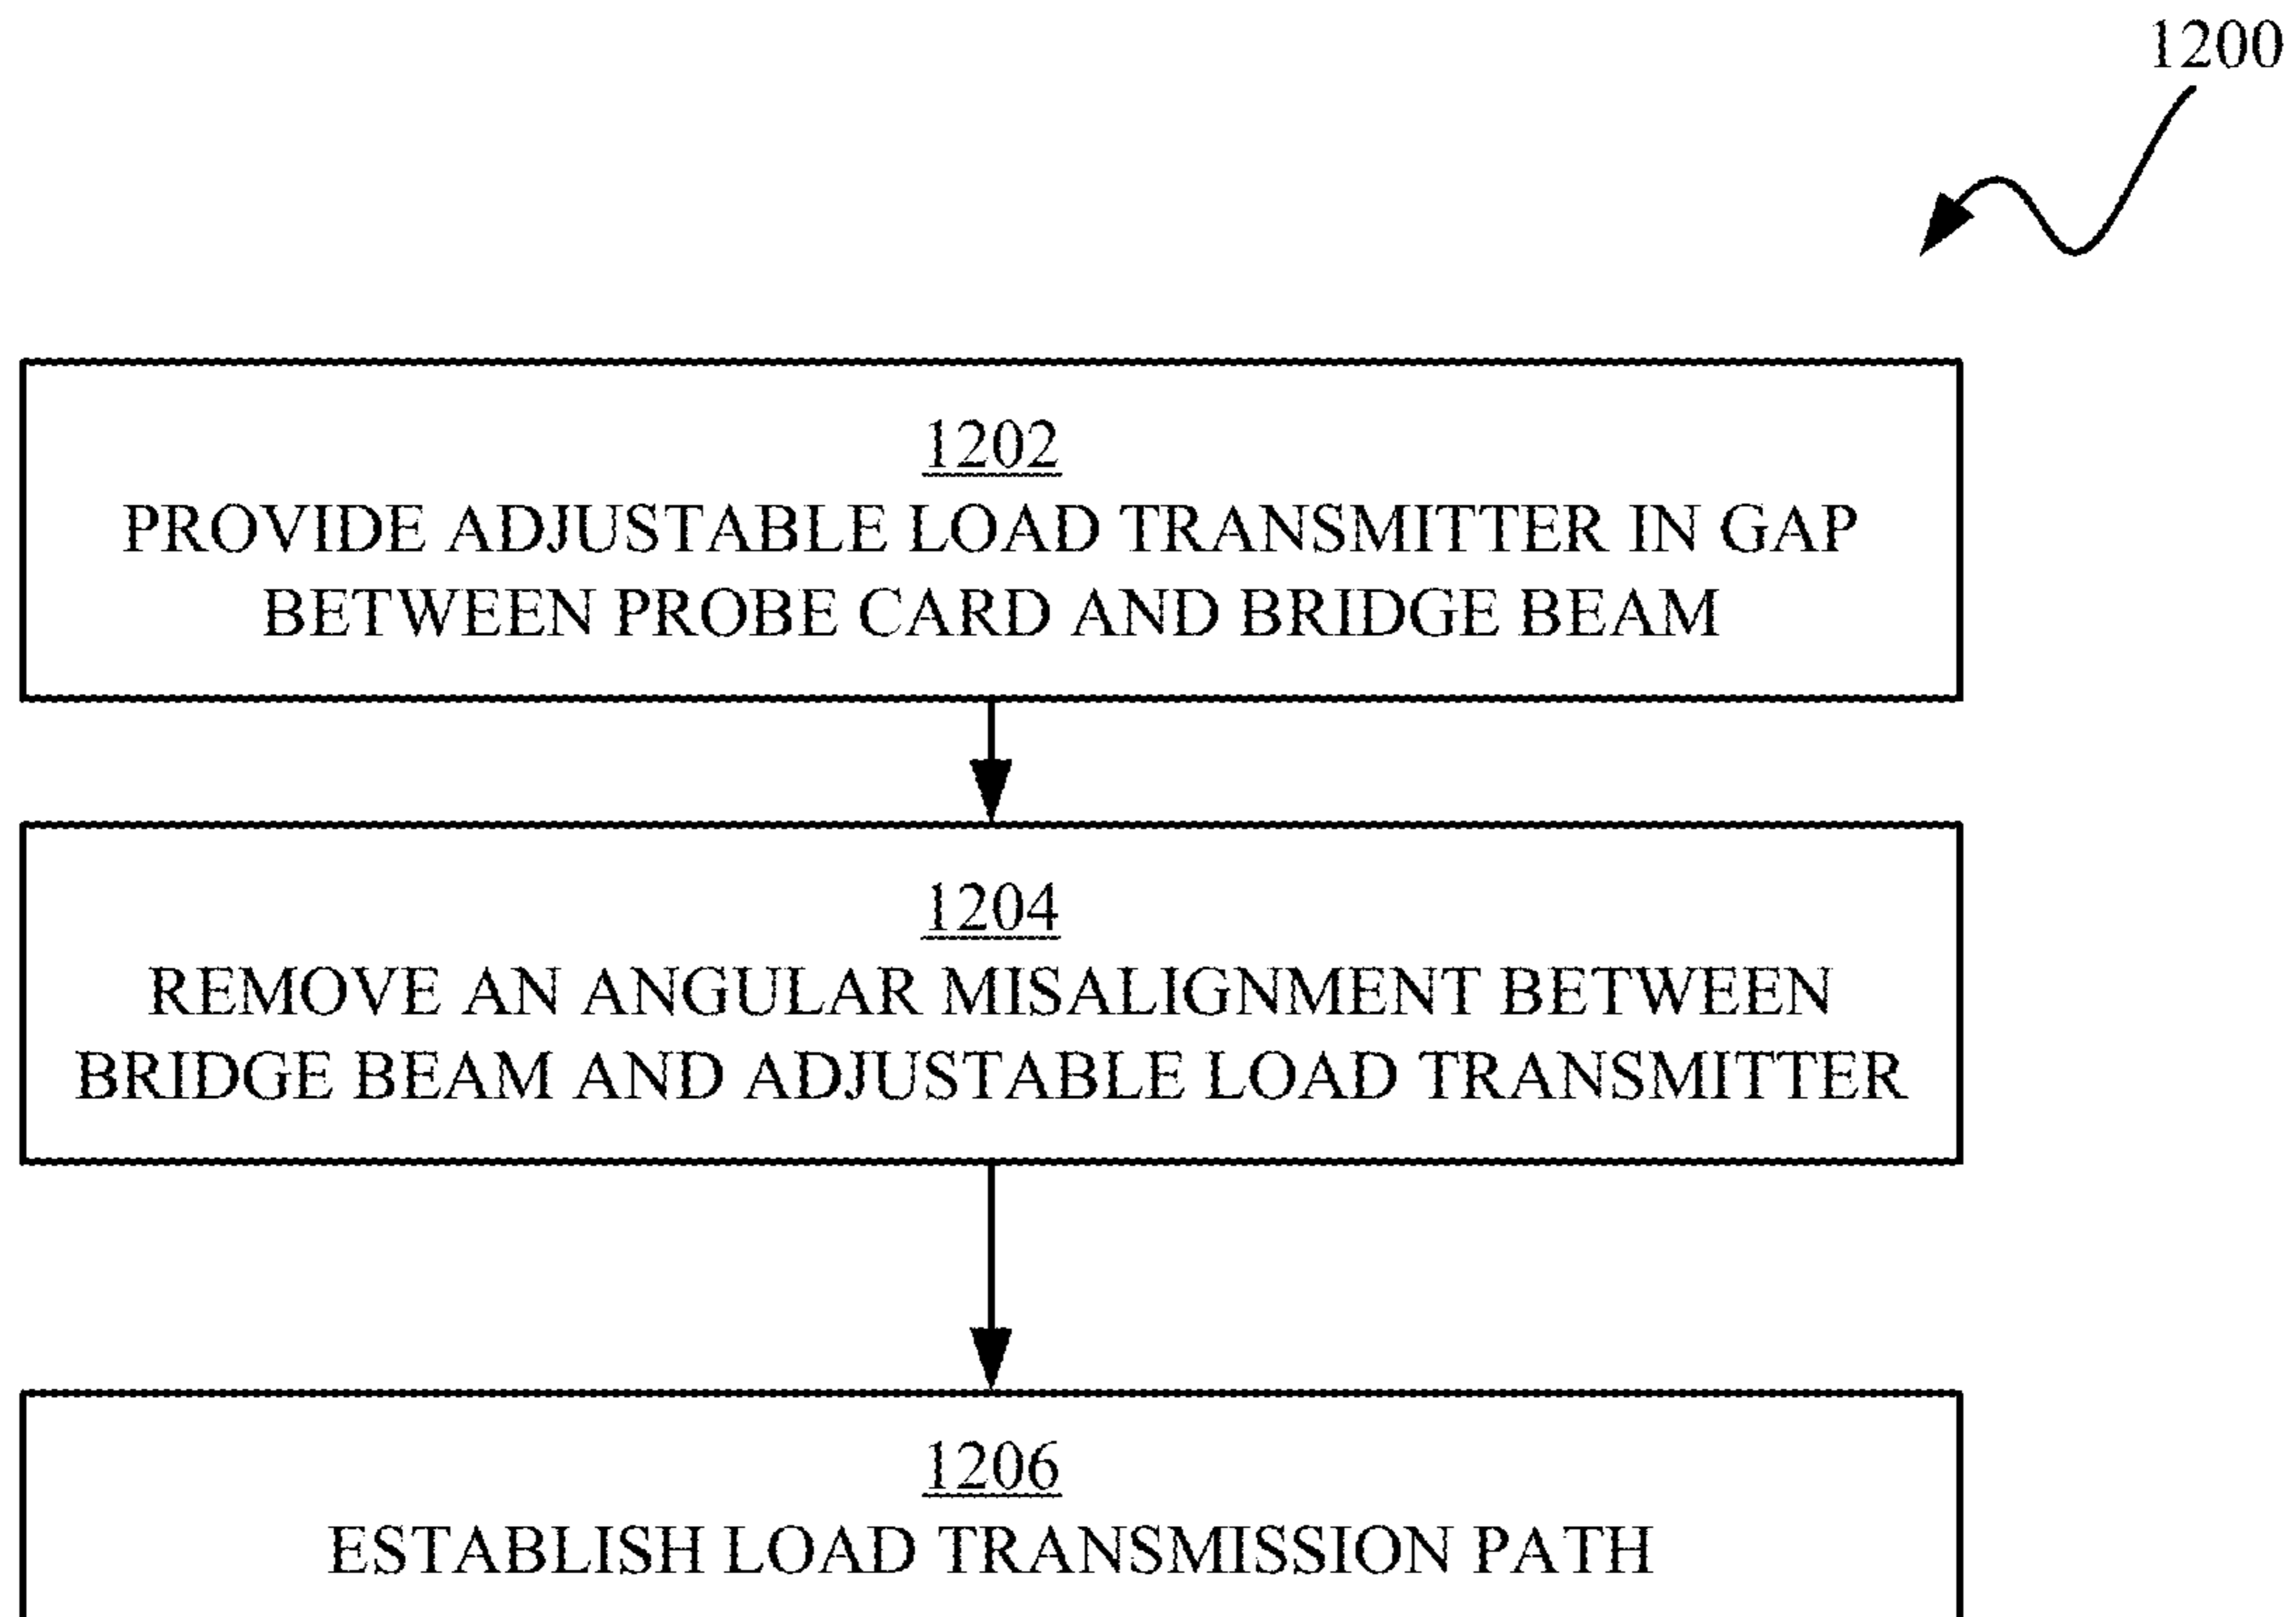 1200
1202
PROVIDE ADJUSTABLE LOAD TRANSMITTER IN GAP
BETWEEN PROBE CARD AND BRIDGE BEAM
1204
REMOVE AN ANGULAR MISALIGNMENT BETWEEN
BRIDGE BEAM AND ADJUSTABLE LOAD TRANSMITTER
1206
ESTABLISH LOAD TRANSMISSION PATH